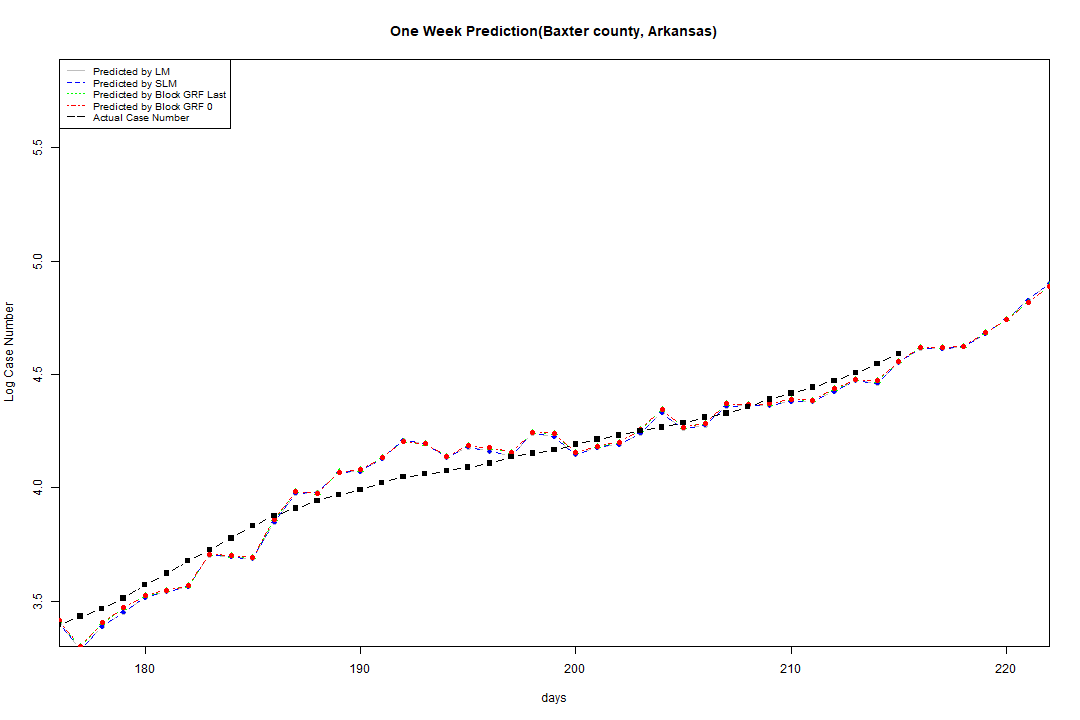 One Week Prediction(Baxter county, Arkansas)
Predicted by LM
Predicted by SLM
Predicted by Block GRF Last
Predicted by Block GRF 0
Actual Case Number
5.5
5.0
4.5
4.0
3.5
Log Case Number
180 190 200 210 220
days